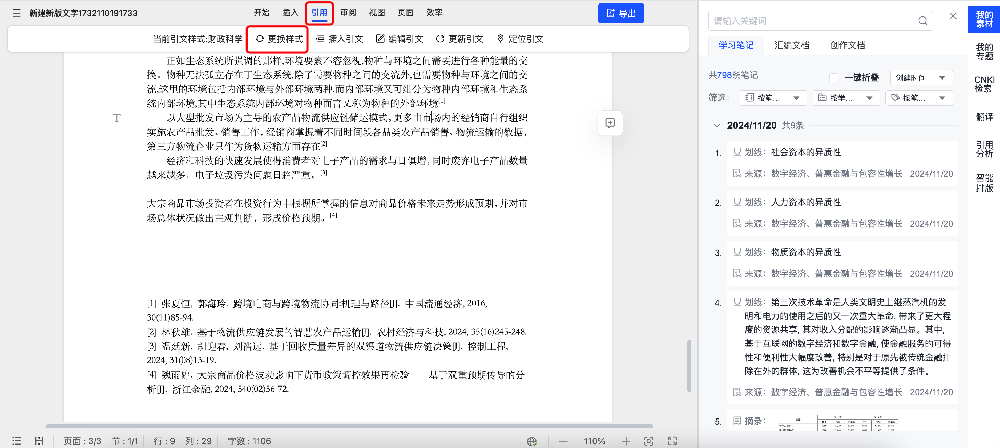 新建新版文字1732110191733
开始 插入 引用 审阅 视图 页面 效率
导出
当前引文样式:财政科学 更换样式 插入引文 编辑引文 更新引文 定位引文
正如生态系统所强调的那样,环境要素不容忽视,物种与环境之间需要进行各种能量的交
换。物种无法孤立存在于生态系统,除了需要物种之间的交流外,也需要物种与环境之间的交
流,这里的环境包括内部环境与外部环境两种,而内部环境又可细分为物种内部环境和生态系
统内部环境,其中生态系统内部环境对物种而言又称为物种的外部环境[1]
以大型批发市场为主导的农产品物流供应链储运模式,更多由市场内的经销商自行组织
实施农产品批发、销售工作,经销商掌握着不同时间段各品类农产品销售、物流运输的数据,
第三方物流企业只作为货物运输方而存在[2]
经济和科技的快速发展使得消费者对电子产品的需求与日俱增,同时废弃电子产品数量
越来越多，电子垃圾污染问题日趋严重。[3]
大宗商品市场投资者在投资行为中根据所掌握的信息对商品价格未来走势形成预期,并对市
场总体状况做出主观判断，形成价格预期。[4]
[1] 张夏恒, 郭海玲. 跨境电商与跨境物流协同:机理与路径[J]. 中国流通经济, 2016,
30(11)85-94.
[2] 林秋雄. 基于物流供应链发展的智慧农产品运输[J]. 农村经济与科技, 2024, 35(16)245-248.
[3] 温廷新, 胡迎春, 刘浩远. 基于回收质量差异的双渠道物流供应链决策[J]. 控制工程,
2024, 31(08)13-19.
[4] 魏雨婷. 大宗商品价格波动影响下货币政策调控效果再检验——基于双重预期传导的分
析[J]. 浙江金融, 2024, 540(02)56-72.
页面 : 3/3 节 : 1/1 行 : 9 列 : 29 字数 : 1106
110%
请输入关键词
学习笔记 汇编文档 创作文档
共798条笔记 一键折叠 创建时间
筛选： 按笔... 按学... 按笔...
2024/11/20 共9条
1. 划线：社会资本的异质性
来源：数字经济、普惠金融与包容性增长 2024/11/20
2. 划线：人力资本的异质性
来源：数字经济、普惠金融与包容性增长 2024/11/20
3. 划线：物质资本的异质性
来源：数字经济、普惠金融与包容性增长 2024/11/20
4. 划线：第三次技术革命是人类文明史上继蒸汽机的发
明和电力的使用之后的又一次重大革命, 带来了更大程
度的资源共享, 其对收入分配的影响逐渐凸显。其中,
基于互联网的数字经济和数字金融, 使金融服务的可得
性和便利性大幅度改善, 特别是对于原先被传统金融排
除在外的群体, 这为改善机会不平等提供了条件。
来源：数字经济、普惠金融与包容性增长 2024/11/20
5. 摘录：
变量 2012 年 2016 年
样本 均值 标准差 样本 均值 标准差
老年人比例
我的
素材
我的
专题
CNKI
检索
翻译
引用
分析
智能
排版